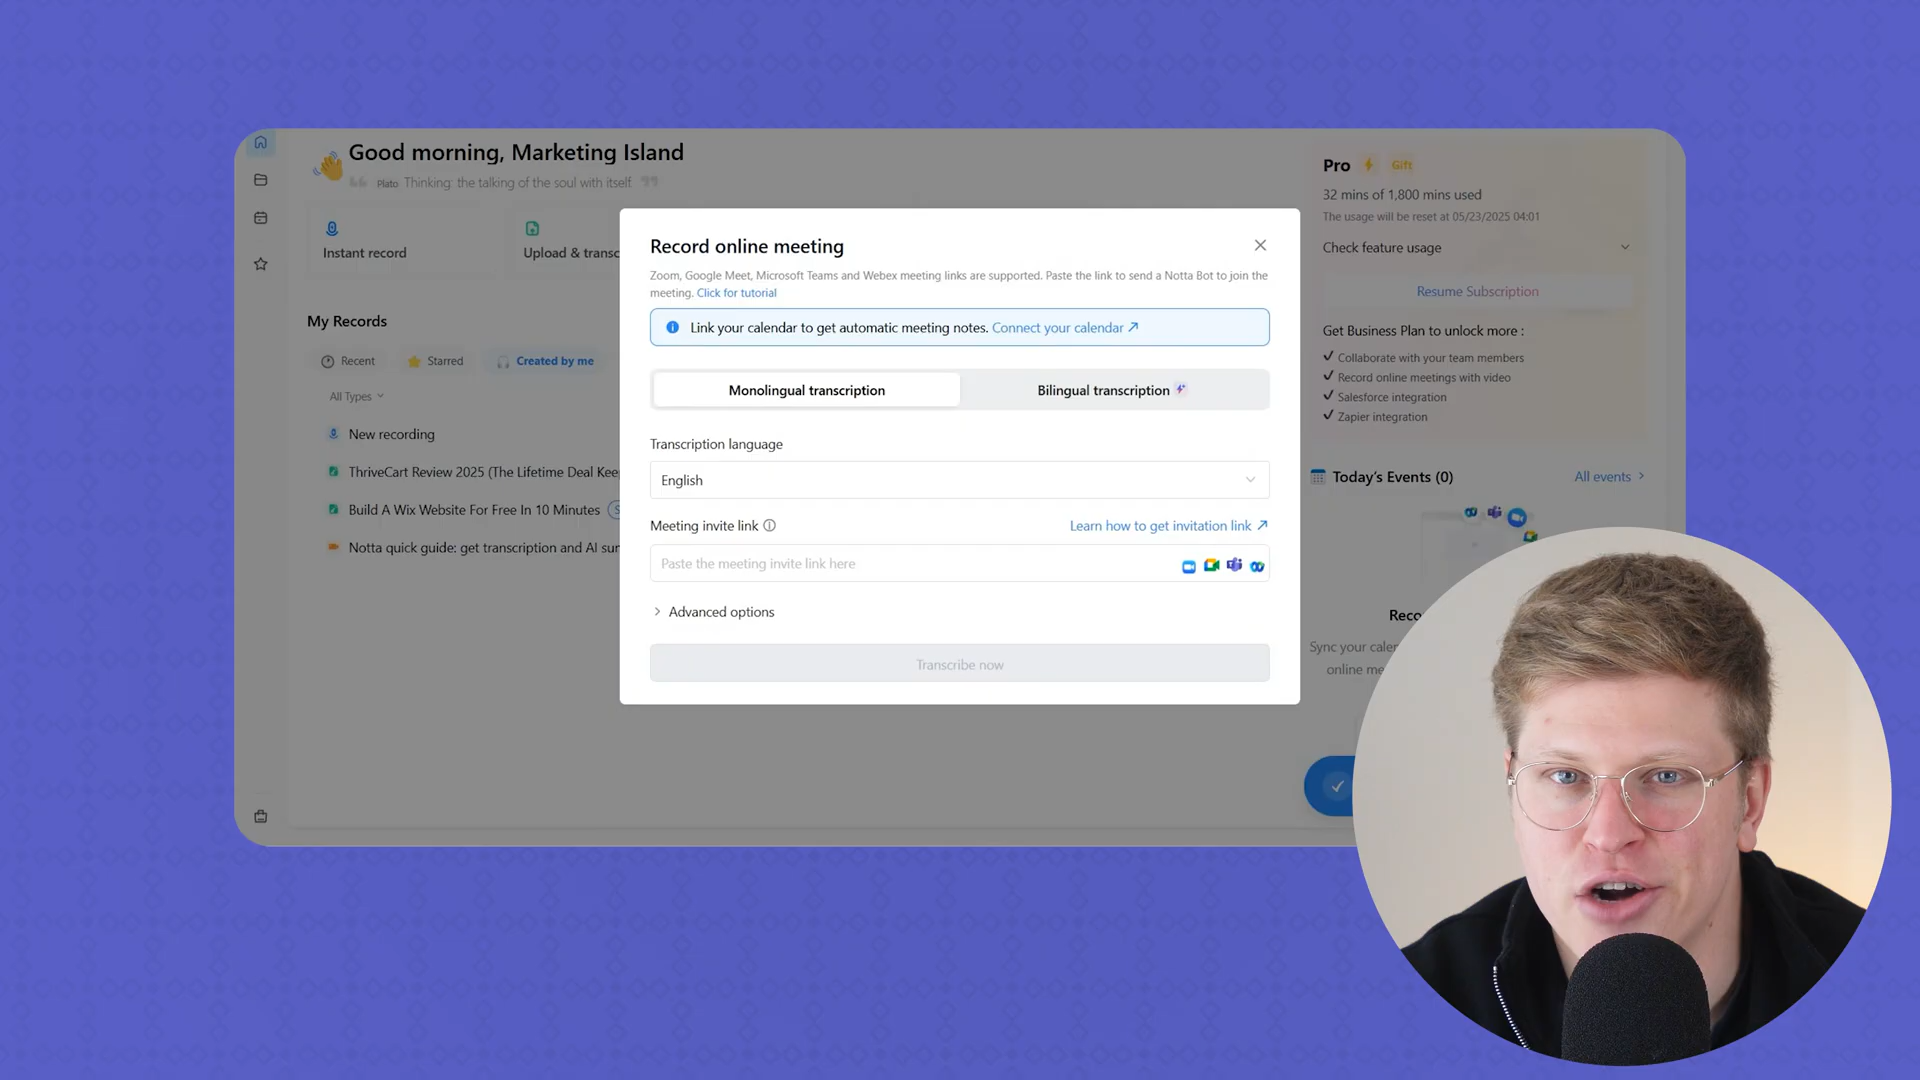 Good morning, Marketing Island
Plato Thinking: the talking of the soul with itself.
Instant record
Upload & transc
My Records
Recent
Starred
Created by me
All Types
New recording
ThriveCart Review 2025 (The Lifetime Deal Kee
Build A Wix Website For Free In 10 Minutes
Notta quick guide: get transcription and AI sur
Record online meeting
Zoom, Google Meet, Microsoft Teams and Webex meeting links are supported. Paste the link to send a Notta Bot to join the
meeting. Click for tutorial
Link your calendar to get automatic meeting notes. Connect your calendar
Monolingual transcription
Bilingual transcription
Transcription language
English
Meeting invite link
Learn how to get invitation link
Paste the meeting invite link here
Advanced options
Transcribe now
Pro
Gift
32 mins of 1,800 mins used
The usage will be reset at 05/23/2025 04:01
Check feature usage
Resume Subscription
Get Business Plan to unlock more :
Collaborate with your team members
Record online meetings with video
Salesforce integration
Zapier integration
Today's Events (0)
All events
Reco
Sync your caler
online me